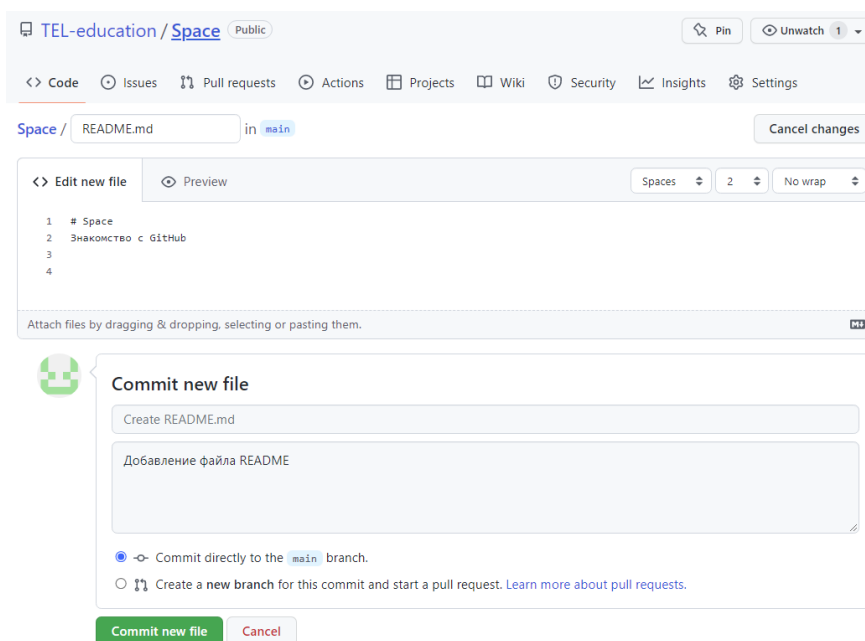 TEL-education / Space Public Pin Unwatch 1
Code Issues Pull requests Actions Projects Wiki Security Insights Settings
Space / README.md in main Cancel changes
<> Edit new file Preview Spaces 2 No wrap
1 # Space
2 Знакомство с GitHub
3
4
Attach files by dragging & dropping, selecting or pasting them.
Commit new file
Create README.md
Добавление файла README
Commit directly to the main branch.
Create a new branch for this commit and start a pull request. Learn more about pull requests.
Commit new file Cancel